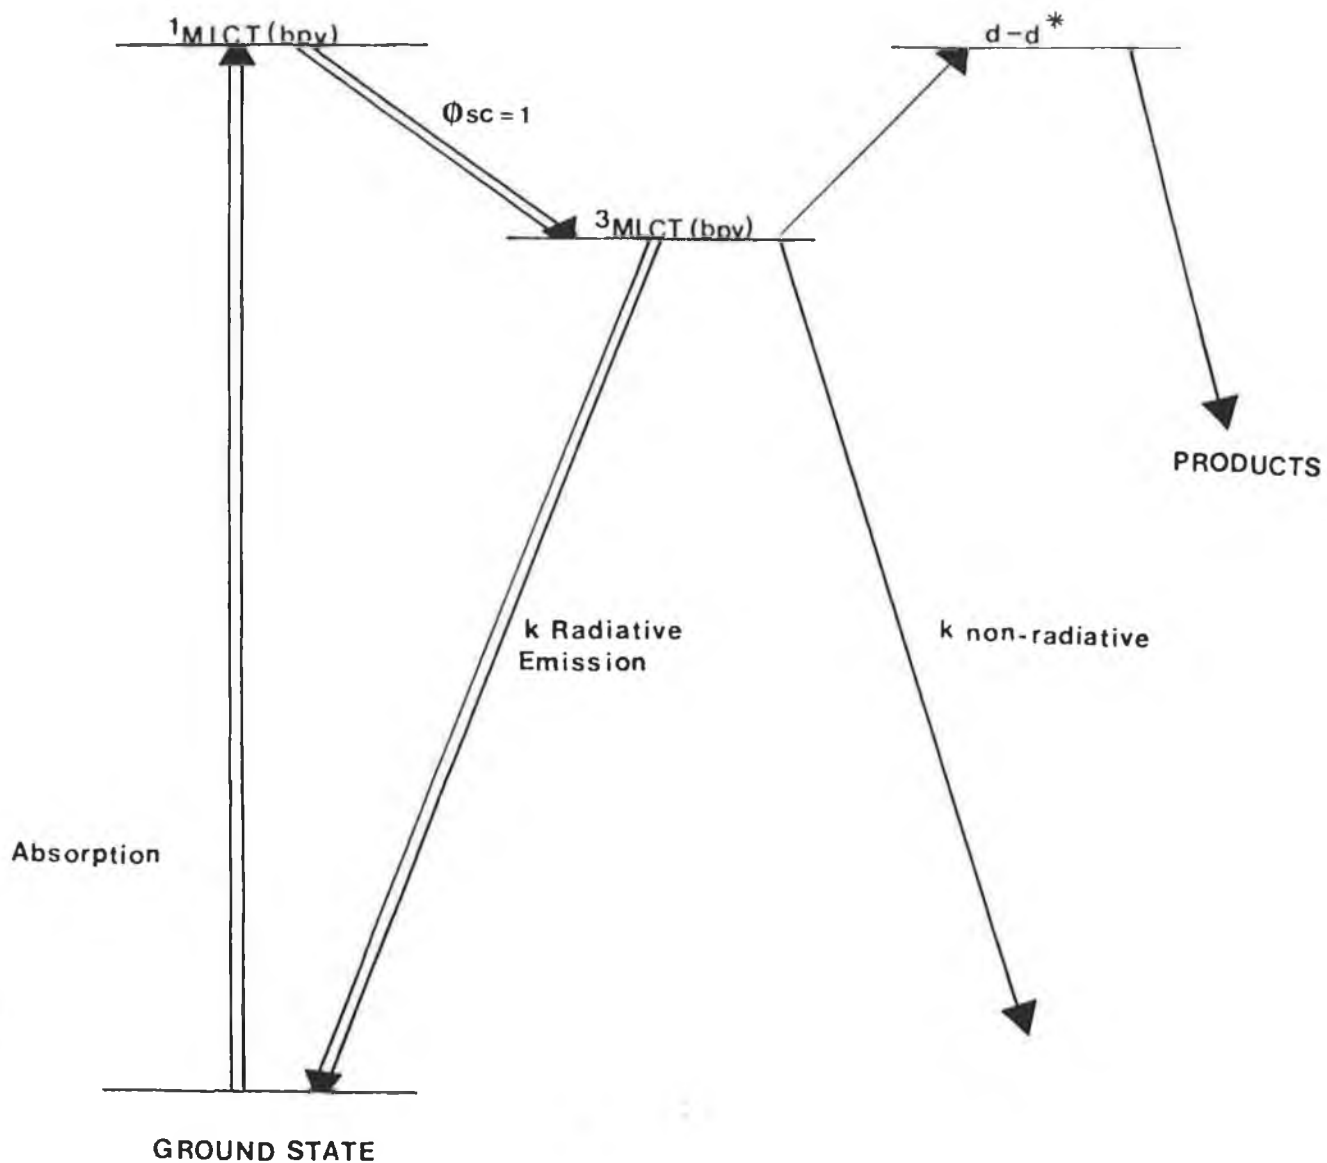 ¹MLCT (bpy)
d-d*
Φsc = 1
³MLCT (bpy)
PRODUCTS
k Radiative
Emission
k non-radiative
Absorption
GROUND STATE